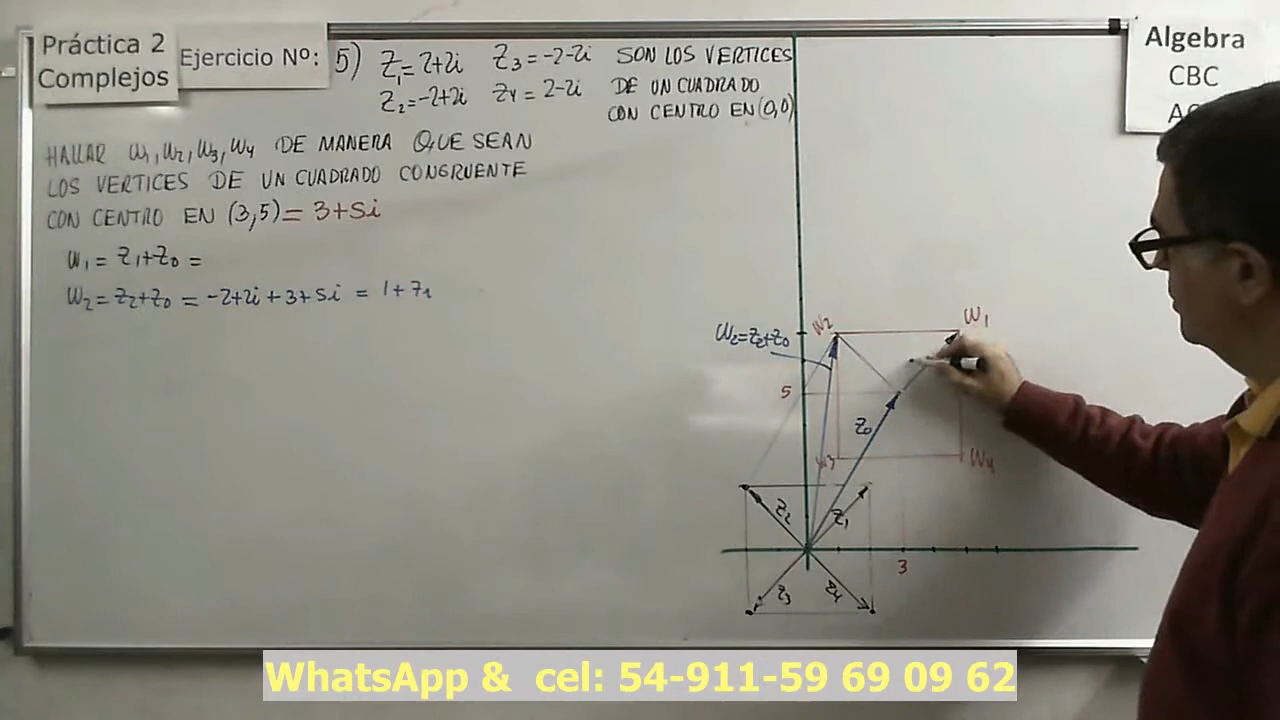 Práctica 2
Complejos
Ejercicio Nº:
5) Z1=2+2i Z3=-2-2i SON LOS VERTICES
Z2=-2+2i Z4=2-2i DE UN CUADRADO
CON CENTRO EN (0,0)
Algebra
CBC
HALLAR W1,W2,W3,W4 DE MANERA QUE SEAN
LOS VERTICES DE UN CUADRADO CONGRUENTE
CON CENTRO EN (3,5)=3+5i
W1=Z1+Z0=
W2=Z2+Z0=-2+2i+3+5i=1+7i
W2=Z2+Z0
W2
W1
5
Z0
W3
W4
Z2
Z1
3
Z3
Z4
WhatsApp & cel: 54-911-59 69 09 62